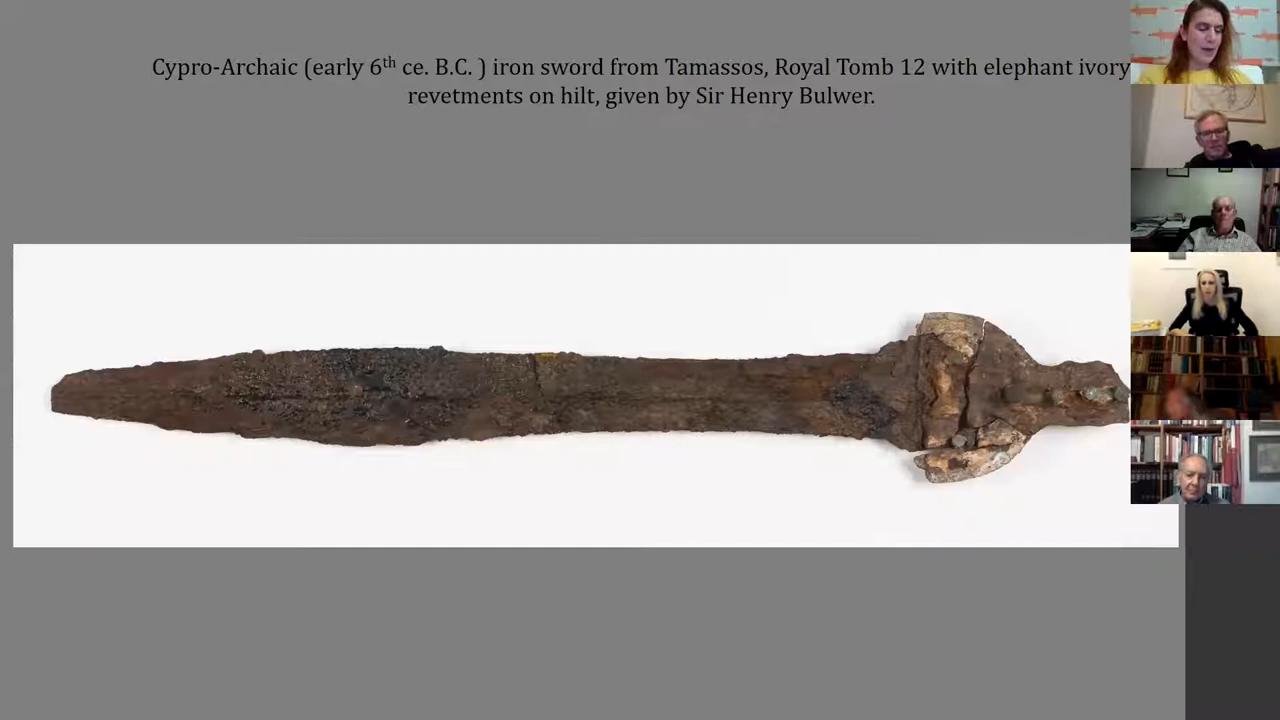 Cypro-Archaic (early 6th ce. B.C. ) iron sword from Tamassos, Royal Tomb 12 with elephant ivory
revetments on hilt, given by Sir Henry Bulwer.